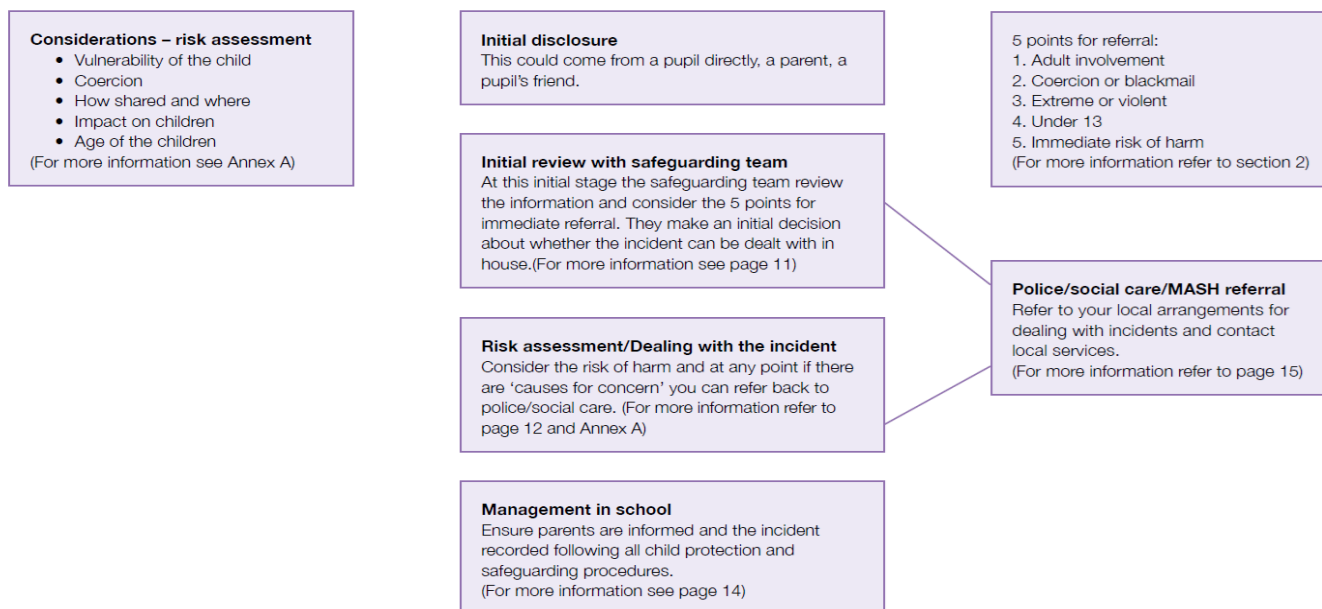 Considerations – risk assessment
• Vulnerability of the child
• Coercion
• How shared and where
• Impact on children
• Age of the children
(For more information see Annex A)
Initial disclosure
This could come from a pupil directly, a parent, a
pupil's friend.
Initial review with safeguarding team
At this initial stage the safeguarding team review
the information and consider the 5 points for
immediate referral. They make an initial decision
about whether the incident can be dealt with in
house.(For more information see page 11)
Risk assessment/Dealing with the incident
Consider the risk of harm and at any point if there
are 'causes for concern' you can refer back to
police/social care. (For more information refer to
page 12 and Annex A)
Management in school
Ensure parents are informed and the incident
recorded following all child protection and
safeguarding procedures.
(For more information see page 14)
5 points for referral:
1. Adult involvement
2. Coercion or blackmail
3. Extreme or violent
4. Under 13
5. Immediate risk of harm
(For more information refer to section 2)
Police/social care/MASH referral
Refer to your local arrangements for
dealing with incidents and contact
local services.
(For more information refer to page 15)